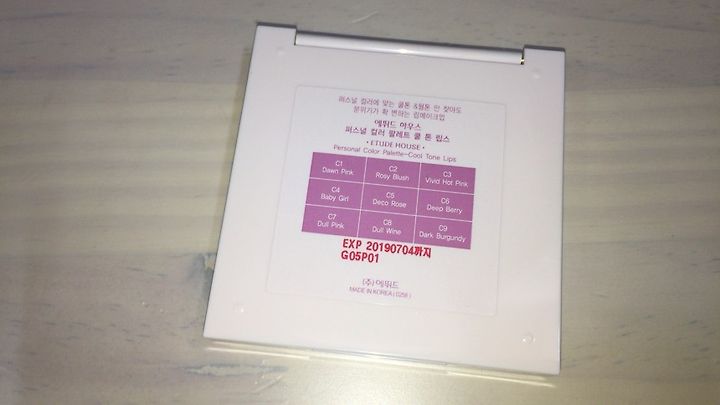 퍼스널 컬러에 맞는 쿨톤 &웜톤 만 찾아도
분위기가 확 변하는 립메이크업
에뛰드 하우스
퍼스널 컬러 팔레트 쿨 톤 립스
• ETUDE HOUSE •
Personal Color Palette-Cool Tone Lips
C1 Dawn Pink
C2 Rosy Blush
C3 Vivid Hot Pink
C4 Baby Girl
C5 Deco Rose
C6 Deep Berry
C7 Dull Pink
C8 Dull Wine
C9 Dark Burgundy
EXP 20190704까지
G05P01
(주)에뛰드
MADE IN KOREA ( 0258 )